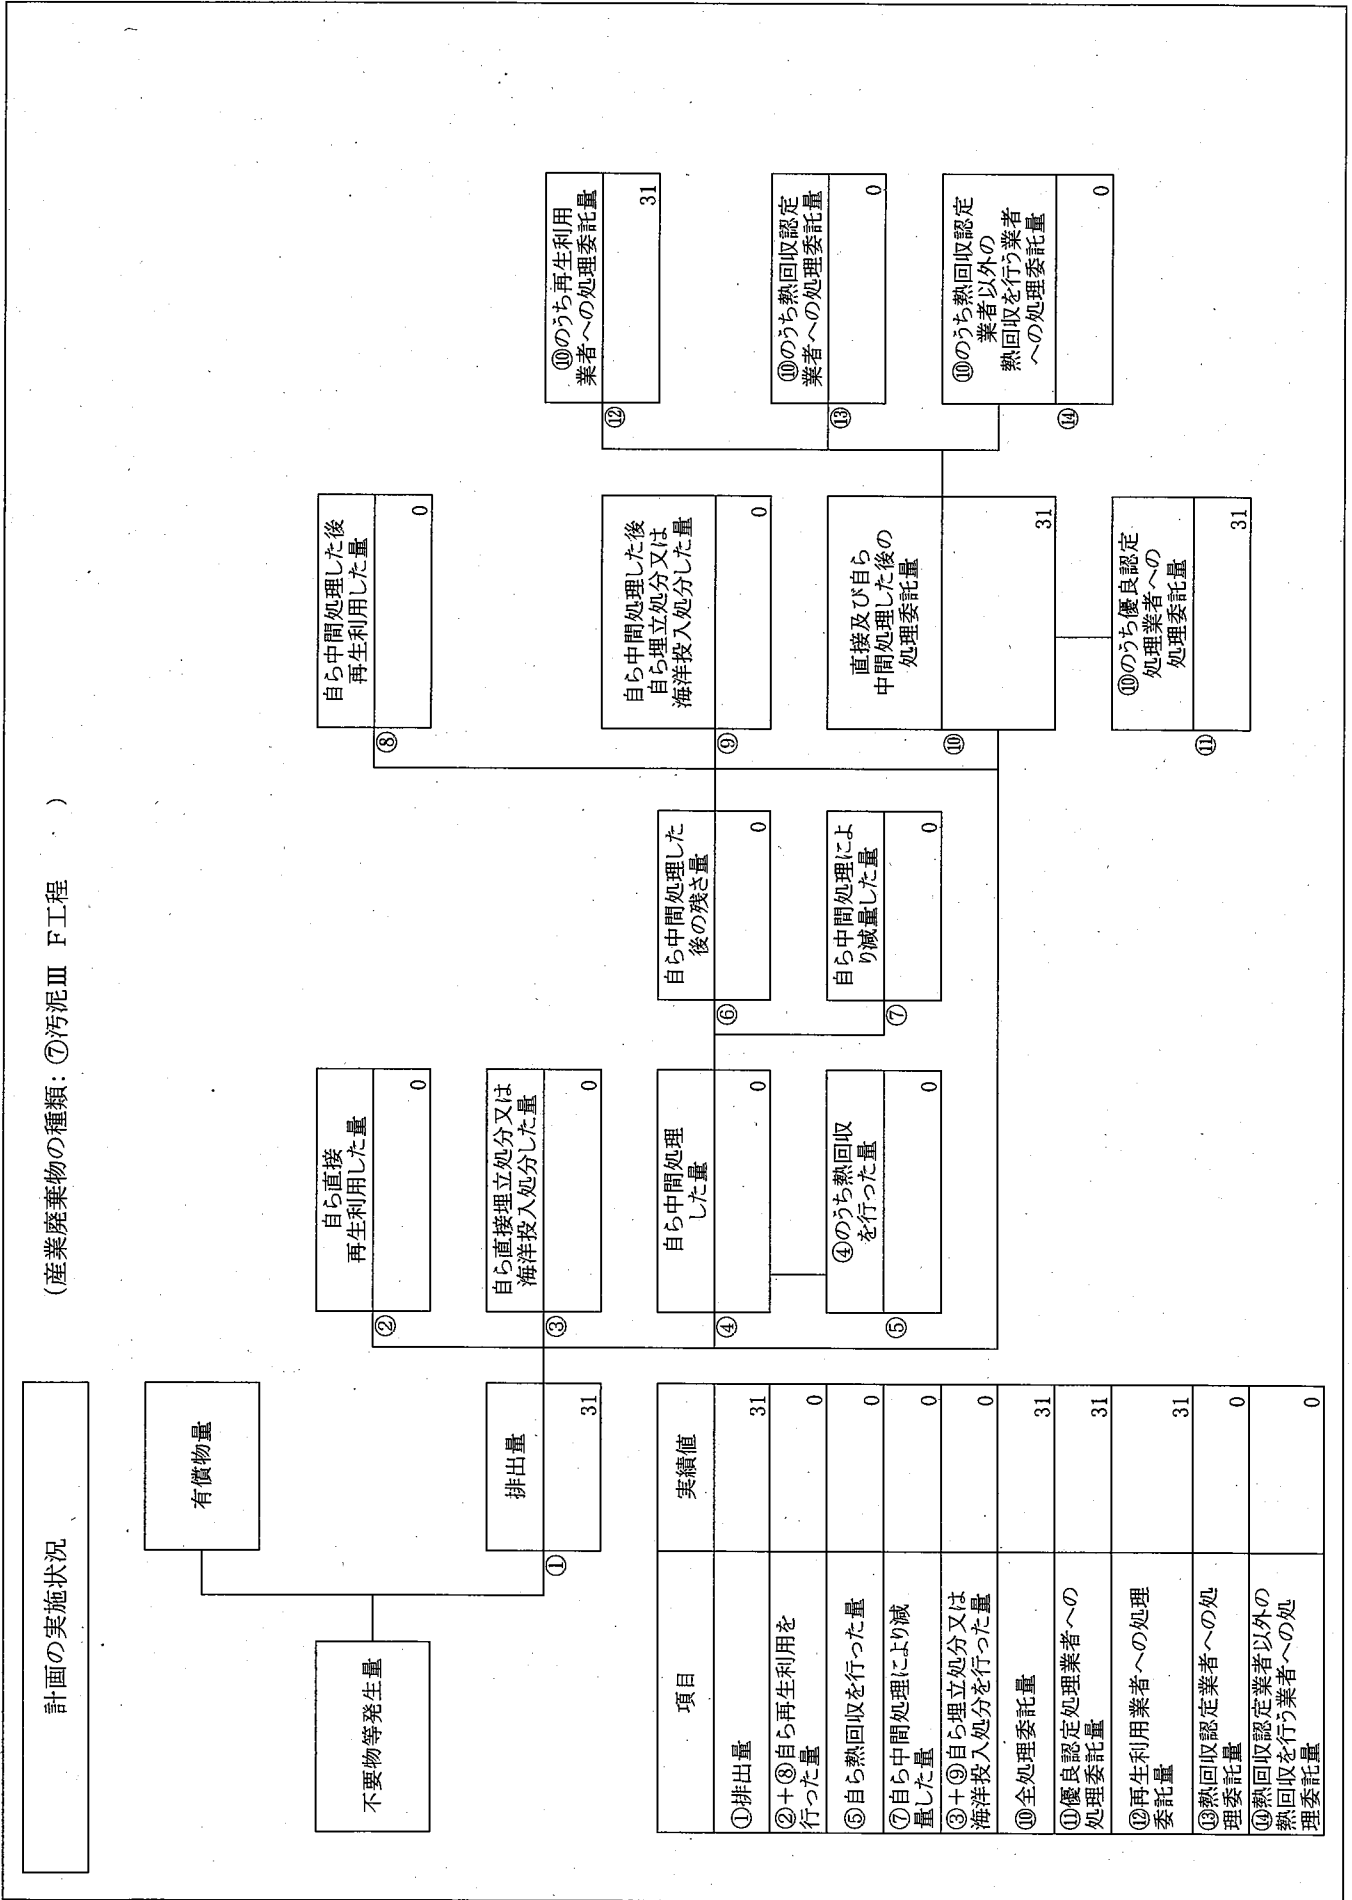 計画の実施状況
(産業廃棄物の種類：⑦汚泥Ⅲ　F工程　)
不要物等発生量
有償物量
①
排出量
31
②
自ら直接
再生利用した量
0
③
自ら直接埋立処分又は
海洋投入処分した量
0
④
自ら中間処理
した量
0
⑤
④のうち熱回収
を行った量
0
⑥
自ら中間処理した
後の残さ量
0
⑦
自ら中間処理によ
り減量した量
0
⑧
自ら中間処理した後
再生利用した量
0
⑨
自ら中間処理した後
自ら埋立処分又は
海洋投入処分した量
0
⑩
直接及び自ら
中間処理した後の
処理委託量
31
⑪
⑩のうち優良認定
処理業者への
処理委託量
31
⑫
⑩のうち再生利用
業者への処理委託量
31
⑬
⑩のうち熱回収認定
業者への処理委託量
0
⑭
⑩のうち熱回収認定
業者以外の
熱回収を行う業者
への処理委託量
0
項目　実績値
①排出量　31
②＋⑧自ら再生利用を
行った量　0
⑤自ら熱回収を行った量　0
⑦自ら中間処理により減
量した量　0
③＋⑨自ら埋立処分又は
海洋投入処分を行った量　0
⑩全処理委託量　31
⑪優良認定処理業者への
処理委託量　31
⑫再生利用業者への処理
委託量　31
⑬熱回収認定業者への処
理委託量　0
⑭熱回収認定業者以外の
熱回収を行う業者への処
理委託量　0